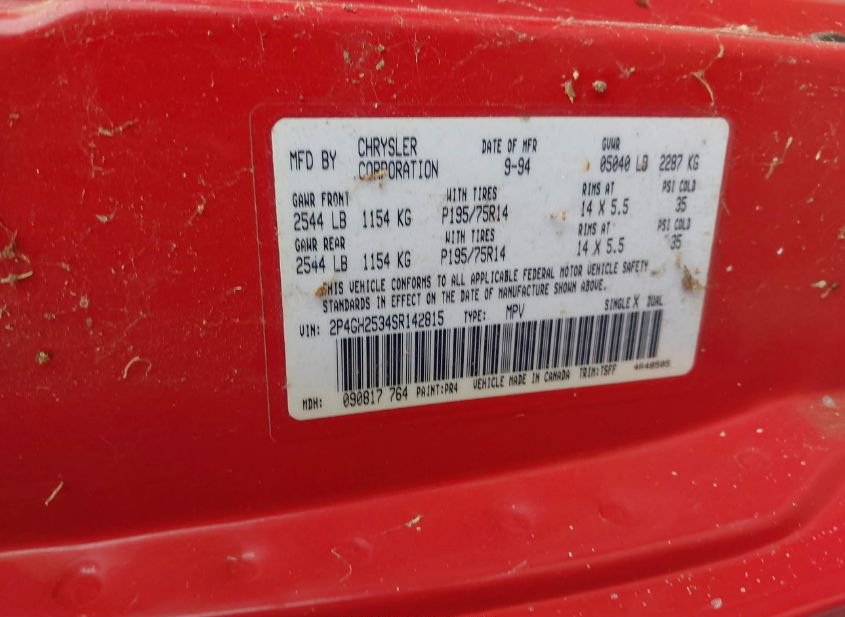 MFD BY CHRYSLER CORPORATION DATE OF MFR 9-94 GVWR 05040 LB 2287 KG
GAWR FRONT WITH TIRES RIMS AT PSI COLD
2544 LB 1154 KG P195/75R14 14 X 5.5 35
GAWR REAR WITH TIRES RIMS AT PSI COLD
2544 LB 1154 KG P195/75R14 14 X 5.5 35
THIS VEHICLE CONFORMS TO ALL APPLICABLE FEDERAL MOTOR VEHICLE SAFETY
STANDARDS IN EFFECT ON THE DATE OF MANUFACTURE SHOWN ABOVE.
VIN: 2P4GH2534SR142815 TYPE: MPV SINGLE X DUAL
MDH: 090817 764 PAINT:PR4 VEHICLE MADE IN CANADA TRIM:TSFF 4648505